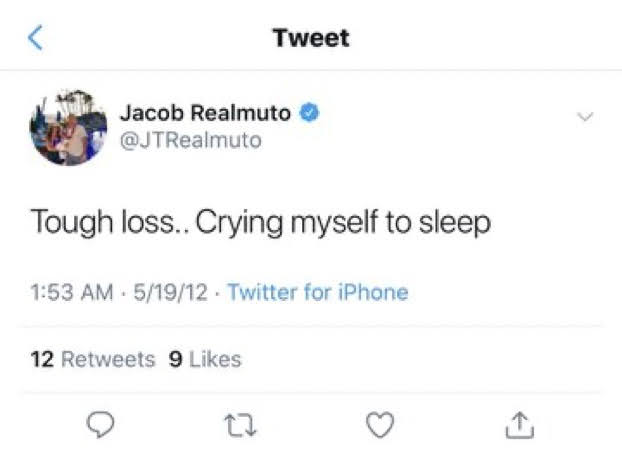 Tweet
Jacob Realmuto
@JTRealmuto
Tough loss.. Crying myself to sleep
1:53 AM · 5/19/12 · Twitter for iPhone
12 Retweets 9 Likes